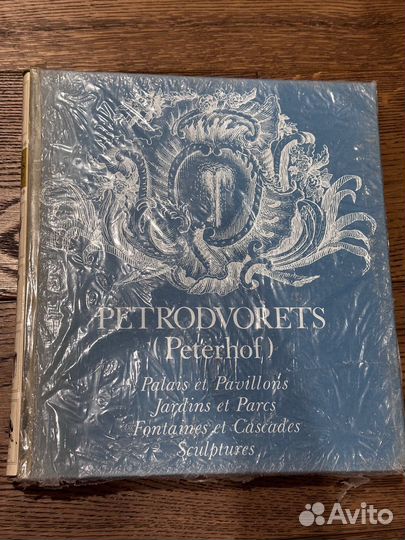 PETRODVORETS
(Peterhof)
Palais et Pavillons
Jardins et Parcs
Fontaines et Cascades
Sculptures
Avito